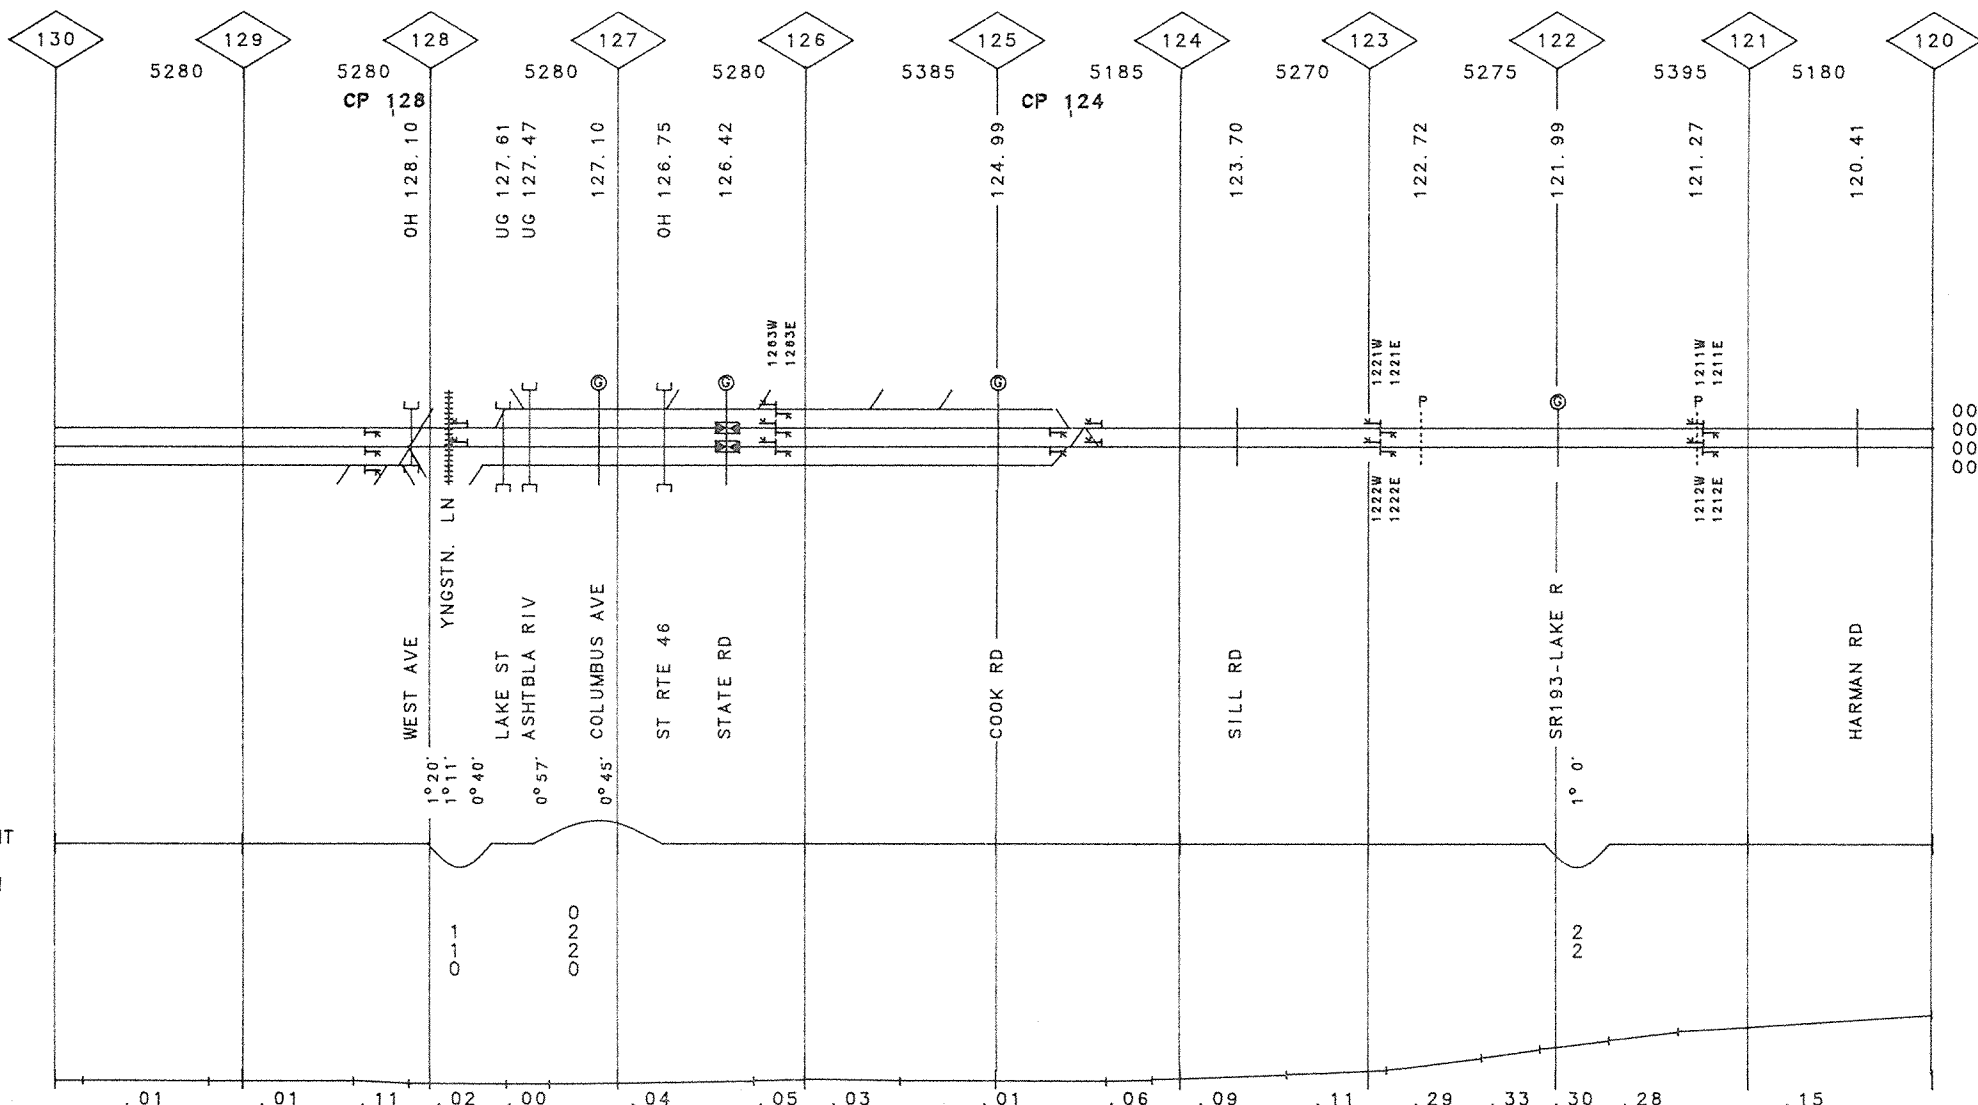 130 129 128 127 126 125 124 123 122 121 120
5280 5280 5280 5280 5385 5185 5270 5275 5395 5180
CP 128 CP 124
OH 128.10
UG 127.61
UG 127.47
127.10
OH 126.75
126.42
124.99
123.70
122.72
121.99
121.27
120.41
1263W
1263E
1221W
1221E
1211W
1211E
G G G G
P P
00
00
00
00
1222W
1222E
1212W
1212E
WEST AVE
YNGSTN. LN
LAKE ST
ASHTBLA RIV
COLUMBUS AVE
ST RTE 46
STATE RD
COOK RD
SILL RD
SR193-LAKE R
HARMAN RD
1°20'
1°11'
0°40'
0°57'
0°45'
1° 0'
1 0 2
1 2 2
0 2
0
.01 .01 .11 .02 .00 .04 .05 .03 .01 .06 .09 .11 .29 .33 .30 .28 .15